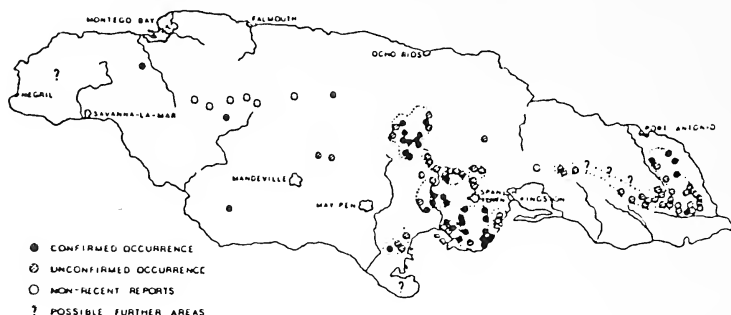 MONTEGO BAY
FALMOUTH
OCHO RIOS
?
NEGRIL
SAVANNA-LA-MAR
PORT ANTONIO
? ? ?
MANDEVILLE
SPANISH TOWN
KINGSTON
MAY PEN
CONFIRMED OCCURRENCE
UNCONFIRMED OCCURRENCE
NON-RECENT REPORTS
? POSSIBLE FURTHER AREAS
?